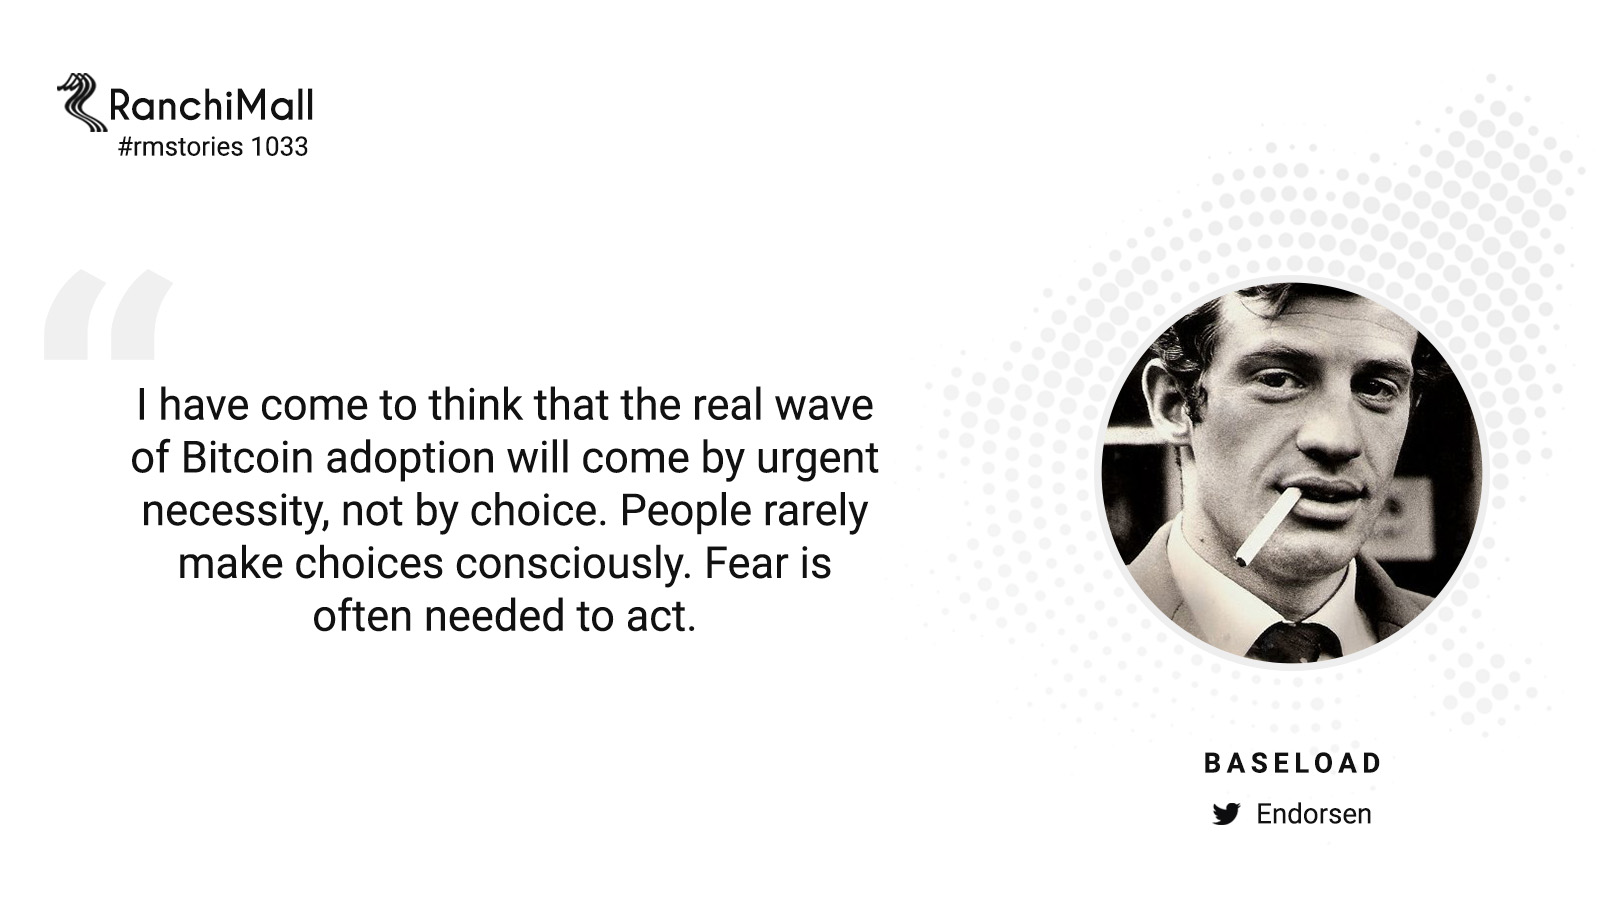 RanchiMall
#rmstories 1033
“
I have come to think that the real wave
of Bitcoin adoption will come by urgent
necessity, not by choice. People rarely
make choices consciously. Fear is
often needed to act.
BASELOAD
Endorsen